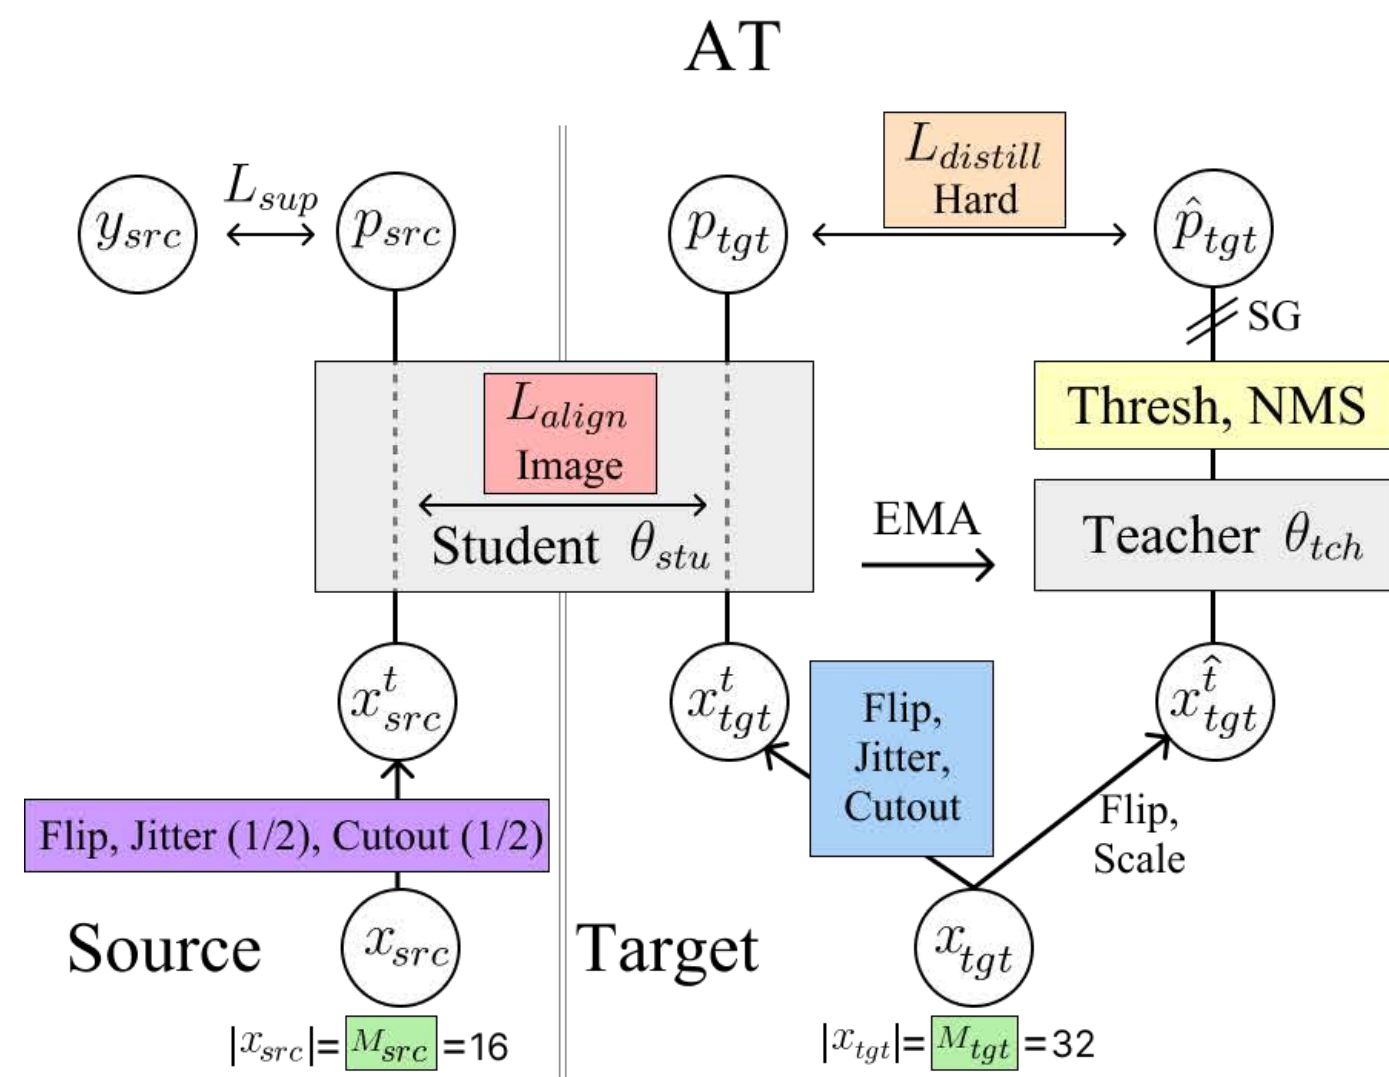 AT
L_distill
Hard
L_sup
y_src
p_src
p_tgt
p̂_tgt
SG
Thresh, NMS
L_align
Image
Student θ_stu
EMA
Teacher θ_tch
x^t_src
x^t_tgt
x^t̂_tgt
Flip,
Jitter,
Cutout
Flip,
Scale
Flip, Jitter (1/2), Cutout (1/2)
Source
x_src
Target
x_tgt
|x_src|= M_src =16
|x_tgt|= M_tgt =32